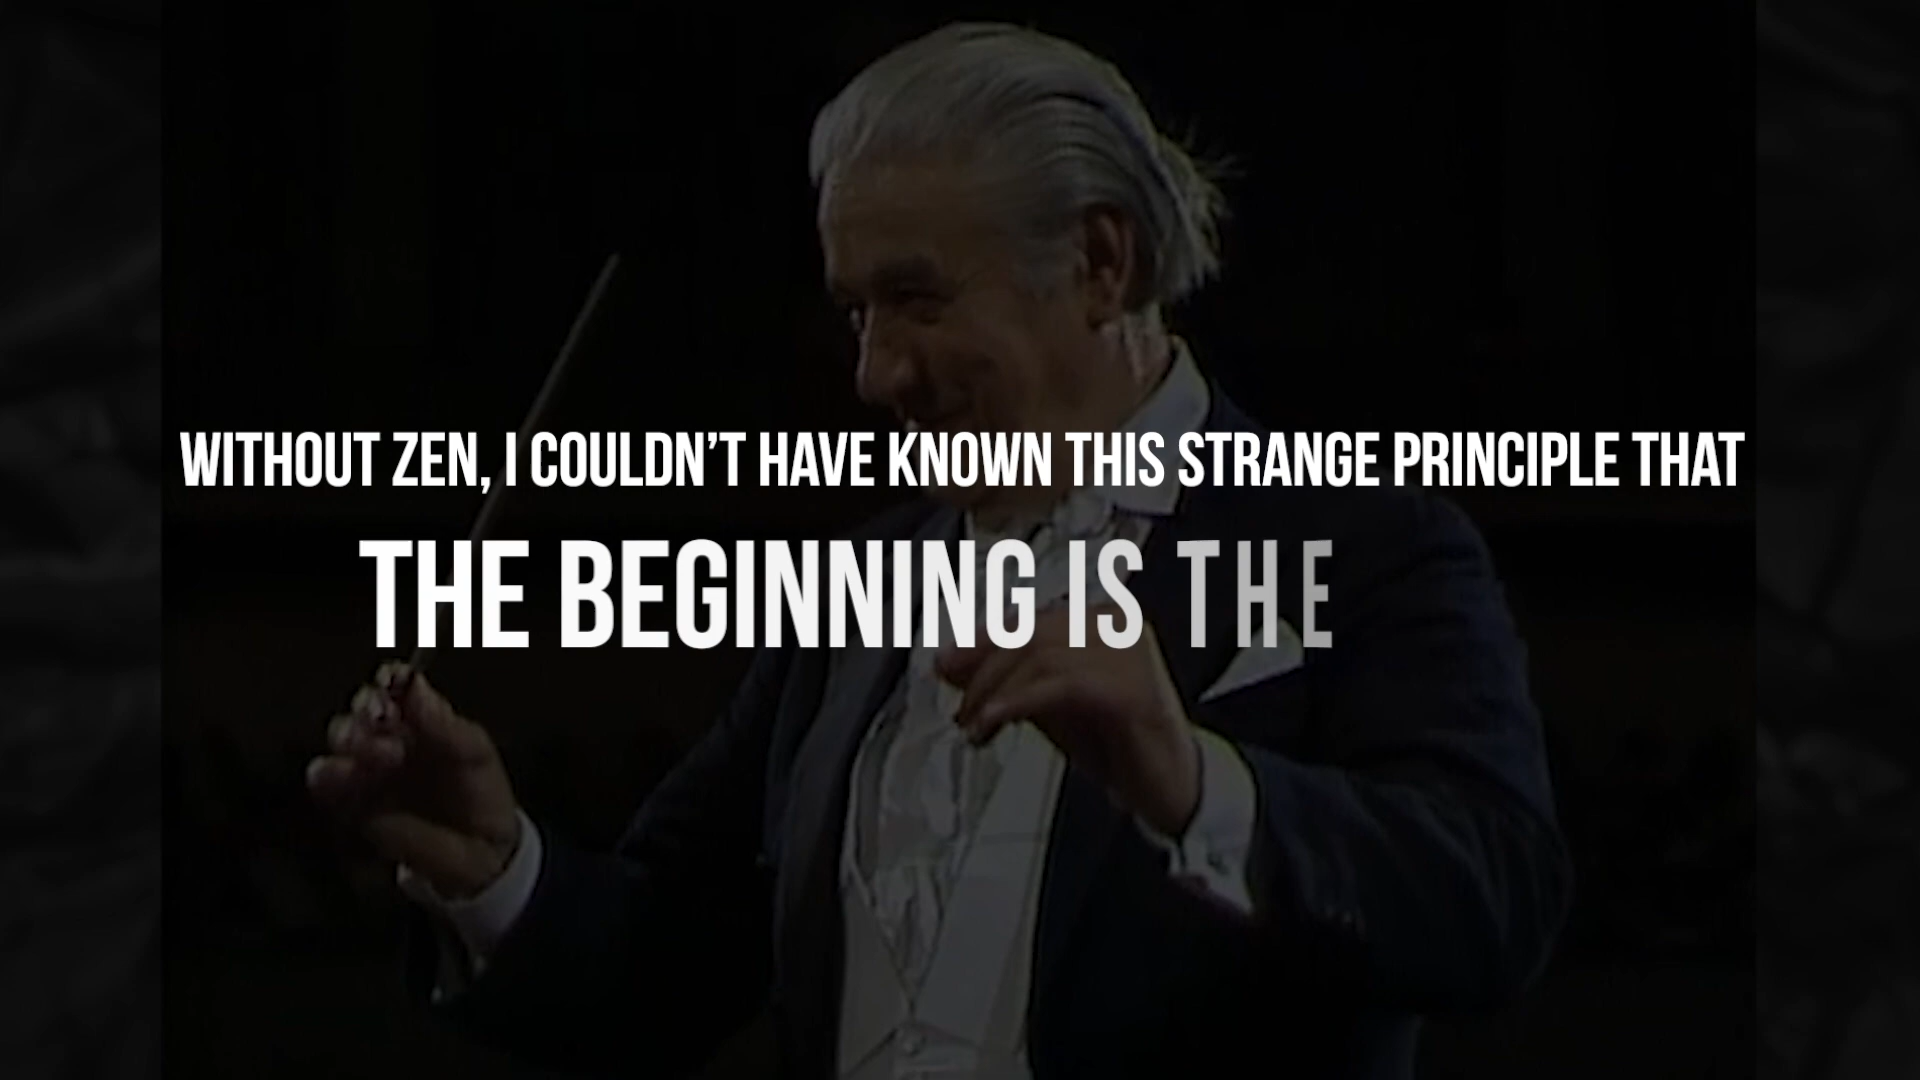 WITHOUT ZEN, I COULDN’T HAVE KNOWN THIS STRANGE PRINCIPLE THAT
THE BEGINNING IS THE